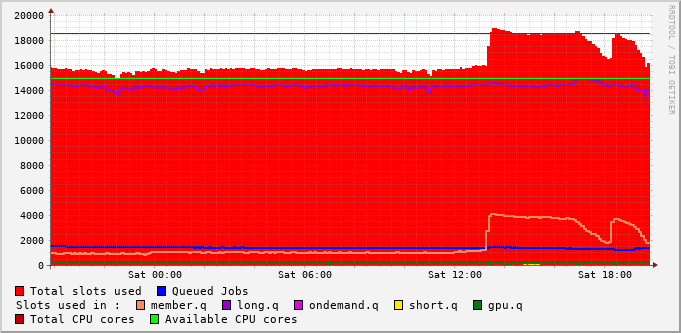 20000
18000
16000
14000
12000
10000
8000
6000
4000
2000
0
Sat 00:00 Sat 06:00 Sat 12:00 Sat 18:00
RRDTOOL / TOBI OETIKER
Total slots used Queued Jobs
Slots used in : member.q long.q ondemand.q short.q gpu.q
Total CPU cores Available CPU cores